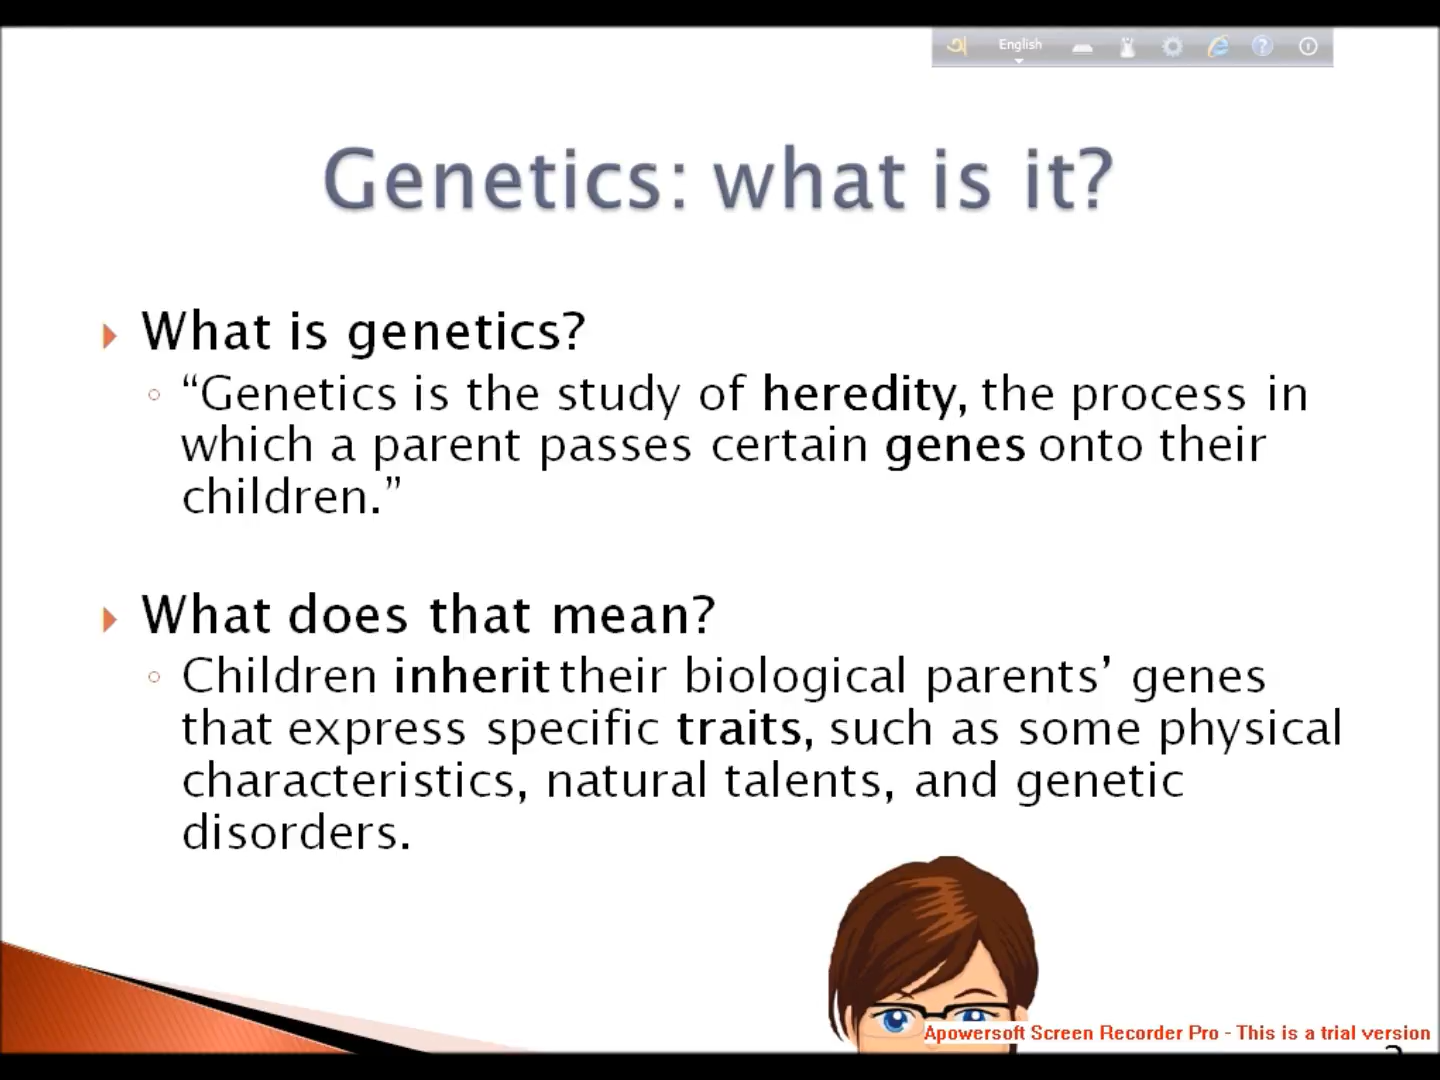 অ English
Genetics: what is it?
What is genetics?
“Genetics is the study of heredity, the process in
which a parent passes certain genes onto their
children.”
What does that mean?
Children inherit their biological parents’ genes
that express specific traits, such as some physical
characteristics, natural talents, and genetic
disorders.
Apowersoft Screen Recorder Pro - This is a trial version